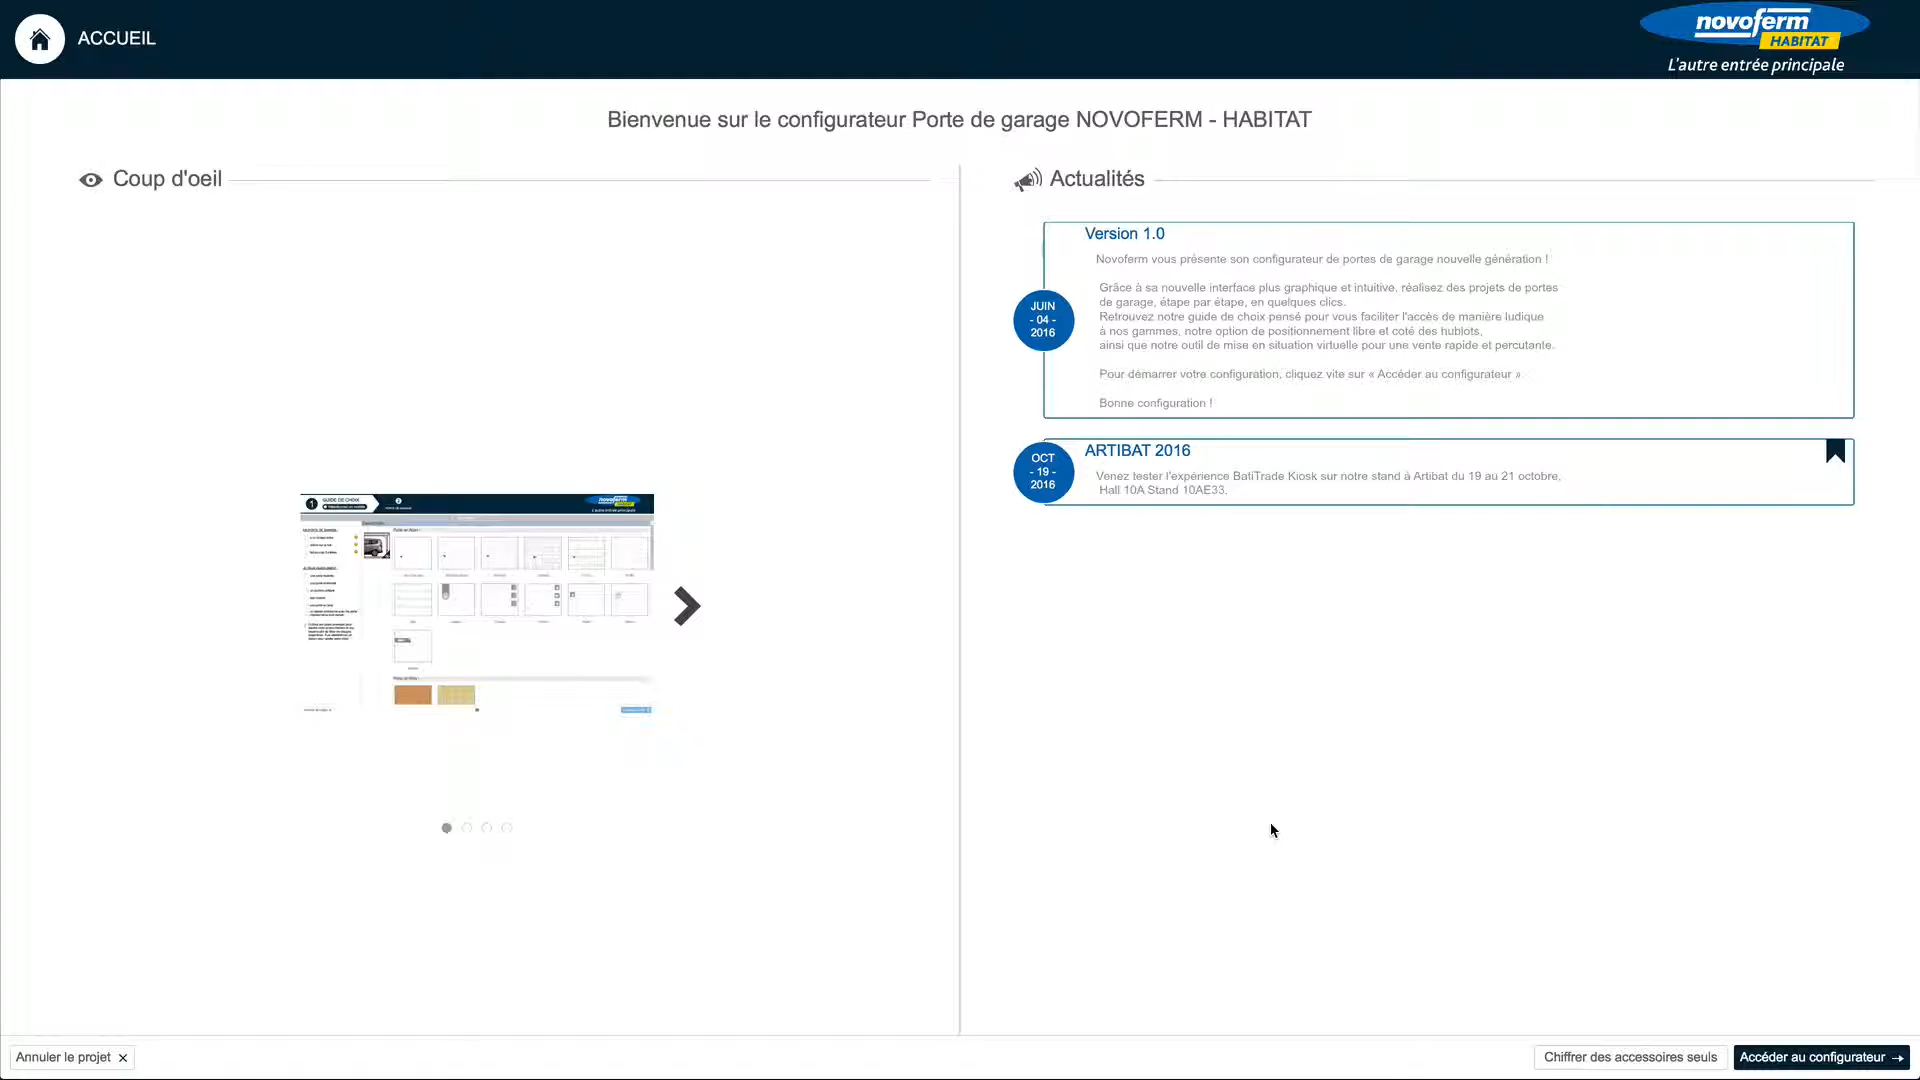 ACCUEIL
novoferm
HABITAT
L'autre entrée principale
Bienvenue sur le configurateur Porte de garage NOVOFERM - HABITAT
Coup d'oeil
GUIDE DE CHOIX
Actualités
Version 1.0
Novoferm vous présente son configurateur de portes de garage nouvelle génération !
Grâce à sa nouvelle interface plus graphique et intuitive, réalisez des projets de portes
de garage, étape par étape, en quelques clics.
Retrouvez notre guide de choix pensé pour vous faciliter l'accès de manière ludique
à nos gammes, notre option de positionnement libre et coté des hublots,
ainsi que notre outil de mise en situation virtuelle pour une vente rapide et percutante.
Pour démarrer votre configuration, cliquez vite sur « Accéder au configurateur ».
Bonne configuration !
JUIN
- 04 -
2016
ARTIBAT 2016
Venez tester l'expérience BatiTrade Kiosk sur notre stand à Artibat du 19 au 21 octobre,
Hall 10A Stand 10AE33.
OCT
- 19 -
2016
Annuler le projet
Chiffrer des accessoires seuls
Accéder au configurateur